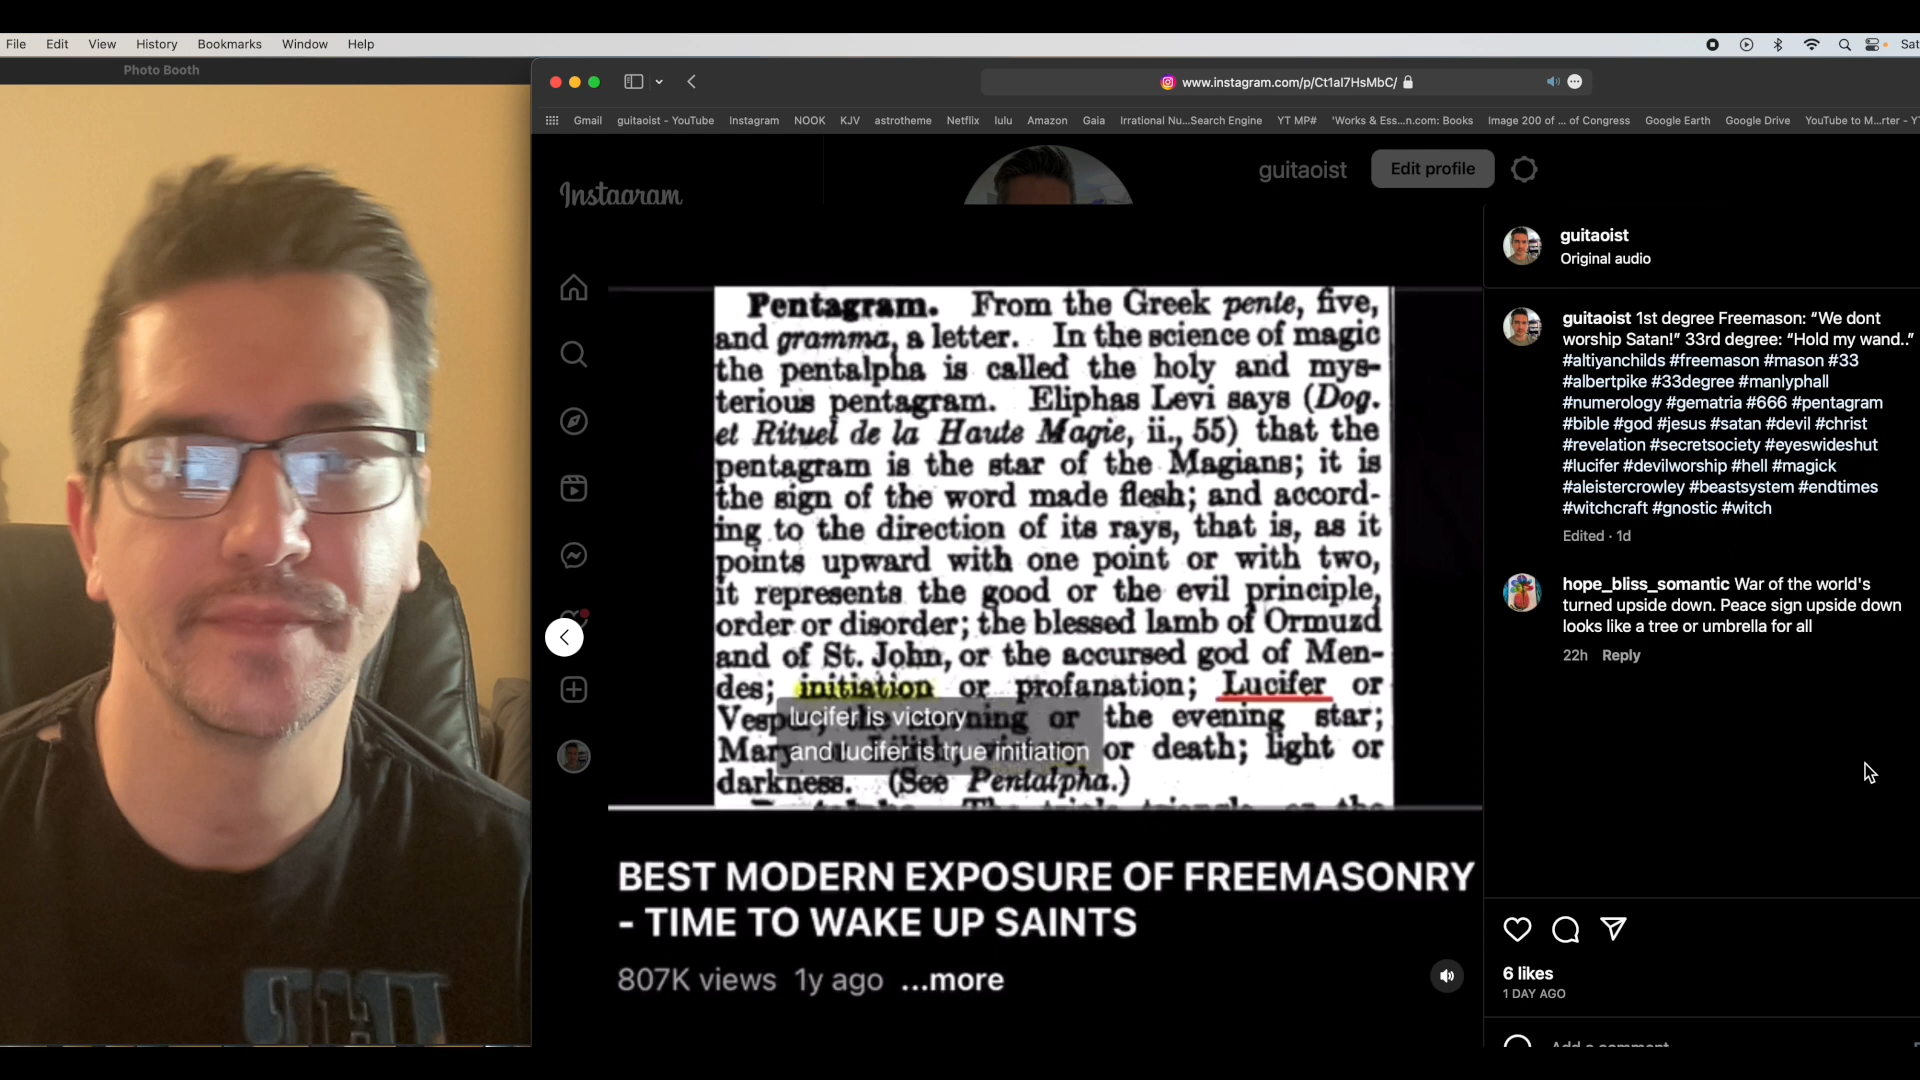 File Edit View History Bookmarks Window Help
Sat
Photo Booth
www.instagram.com/p/Ct1al7HsMbC/
Gmail guitaoist - YouTube Instagram NOOK KJV astrotheme Netflix lulu Amazon Gaia Irrational Nu...Search Engine YT MP# 'Works & Ess...n.com: Books Image 200 of ... of Congress Google Earth Google Drive YouTube to M...rter - YT
Instagram
guitaoist Edit profile
Pentagram. From the Greek pente, five,
and gramma, a letter. In the science of magic
the pentalpha is called the holy and mys-
terious pentagram. Eliphas Levi says (Dog.
et Rituel de la Haute Magie, ii., 55) that the
pentagram is the star of the Magians; it is
the sign of the word made flesh; and accord-
ing to the direction of its rays, that is, as it
points upward with one point or with two,
it represents the good or the evil principle,
order or disorder; the blessed lamb of Ormuzd
and of St. John, or the accursed god of Men-
des; initiation or profanation; Lucifer or
the evening star;
or death; light or
darkness. (See Pentalpha.)
lucifer is victory
and lucifer is true initiation
BEST MODERN EXPOSURE OF FREEMASONRY
- TIME TO WAKE UP SAINTS
807K views 1y ago ...more
guitaoist
Original audio
guitaoist 1st degree Freemason: “We dont
worship Satan!” 33rd degree: “Hold my wand..”
#altiyanchilds #freemason #mason #33
#albertpike #33degree #manlyphall
#numerology #gematria #666 #pentagram
#bible #god #jesus #satan #devil #christ
#revelation #secretsociety #eyeswideshut
#lucifer #devilworship #hell #magick
#aleistercrowley #beastsystem #endtimes
#witchcraft #gnostic #witch
Edited · 1d
hope_bliss_somantic War of the world's
turned upside down. Peace sign upside down
looks like a tree or umbrella for all
22h Reply
6 likes
1 DAY AGO
Add a comment